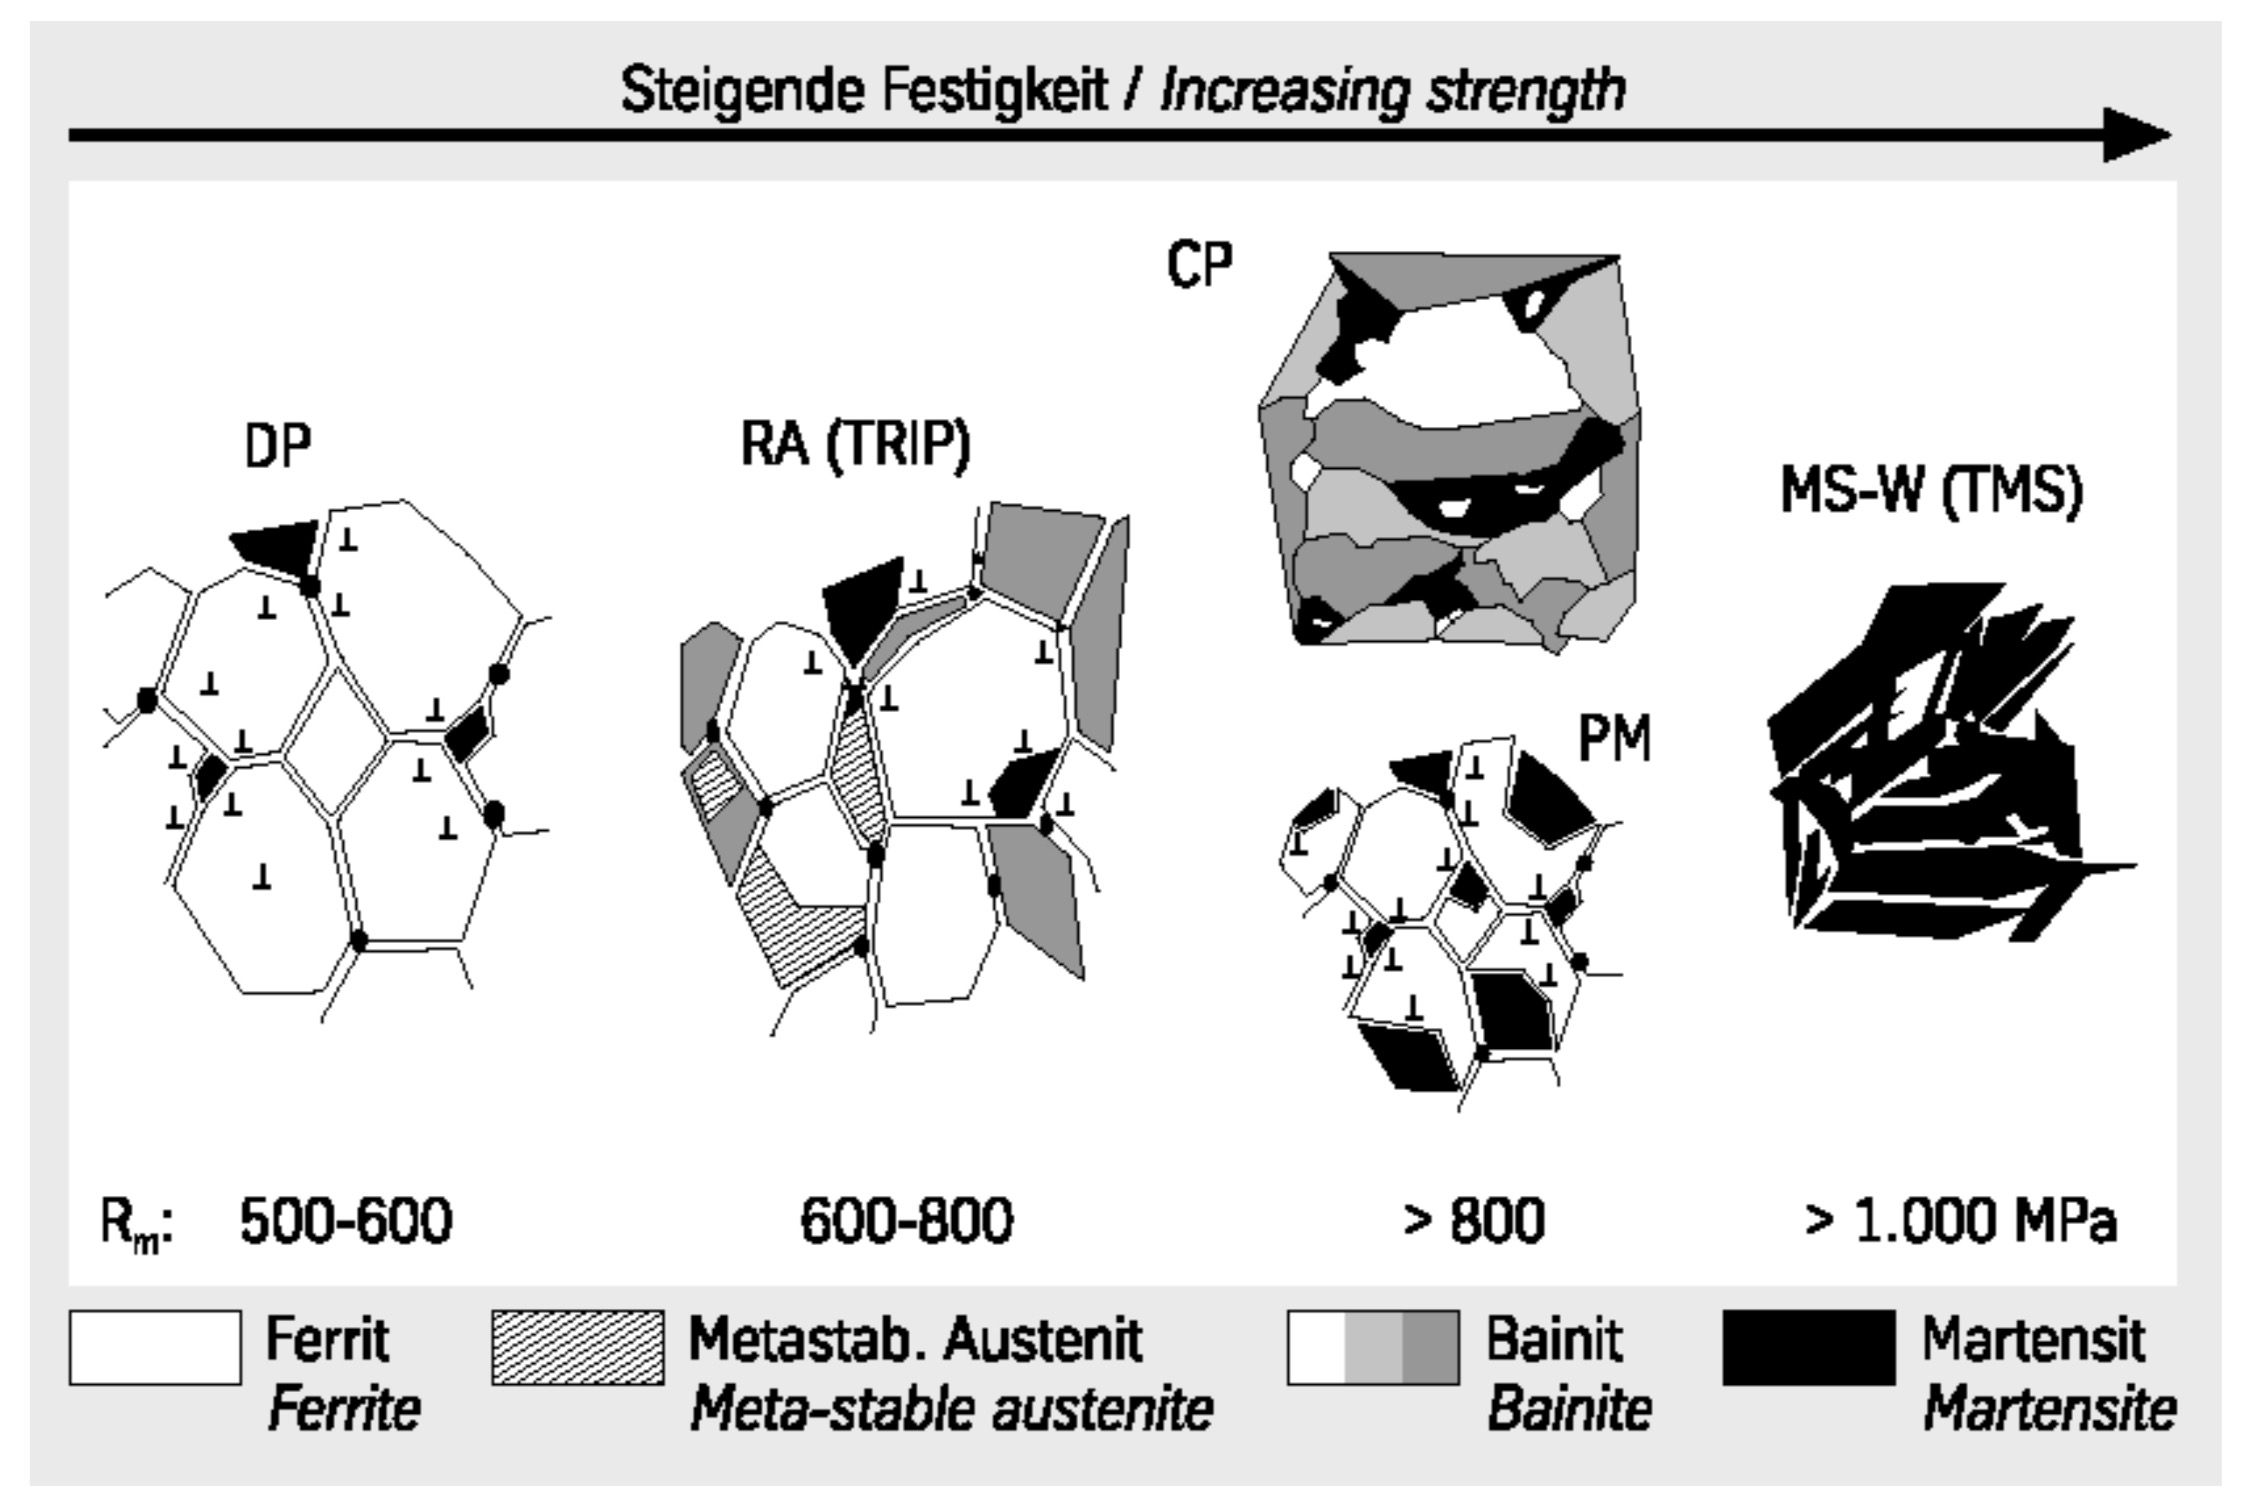 Steigende Festigkeit / Increasing strength
CP
DP
RA (TRIP)
MS-W (TMS)
PM
Rm: 500-600 600-800 > 800 > 1.000 MPa
Ferrit Metastab. Austenit Bainit Martensit
Ferrite Meta-stable austenite Bainite Martensite